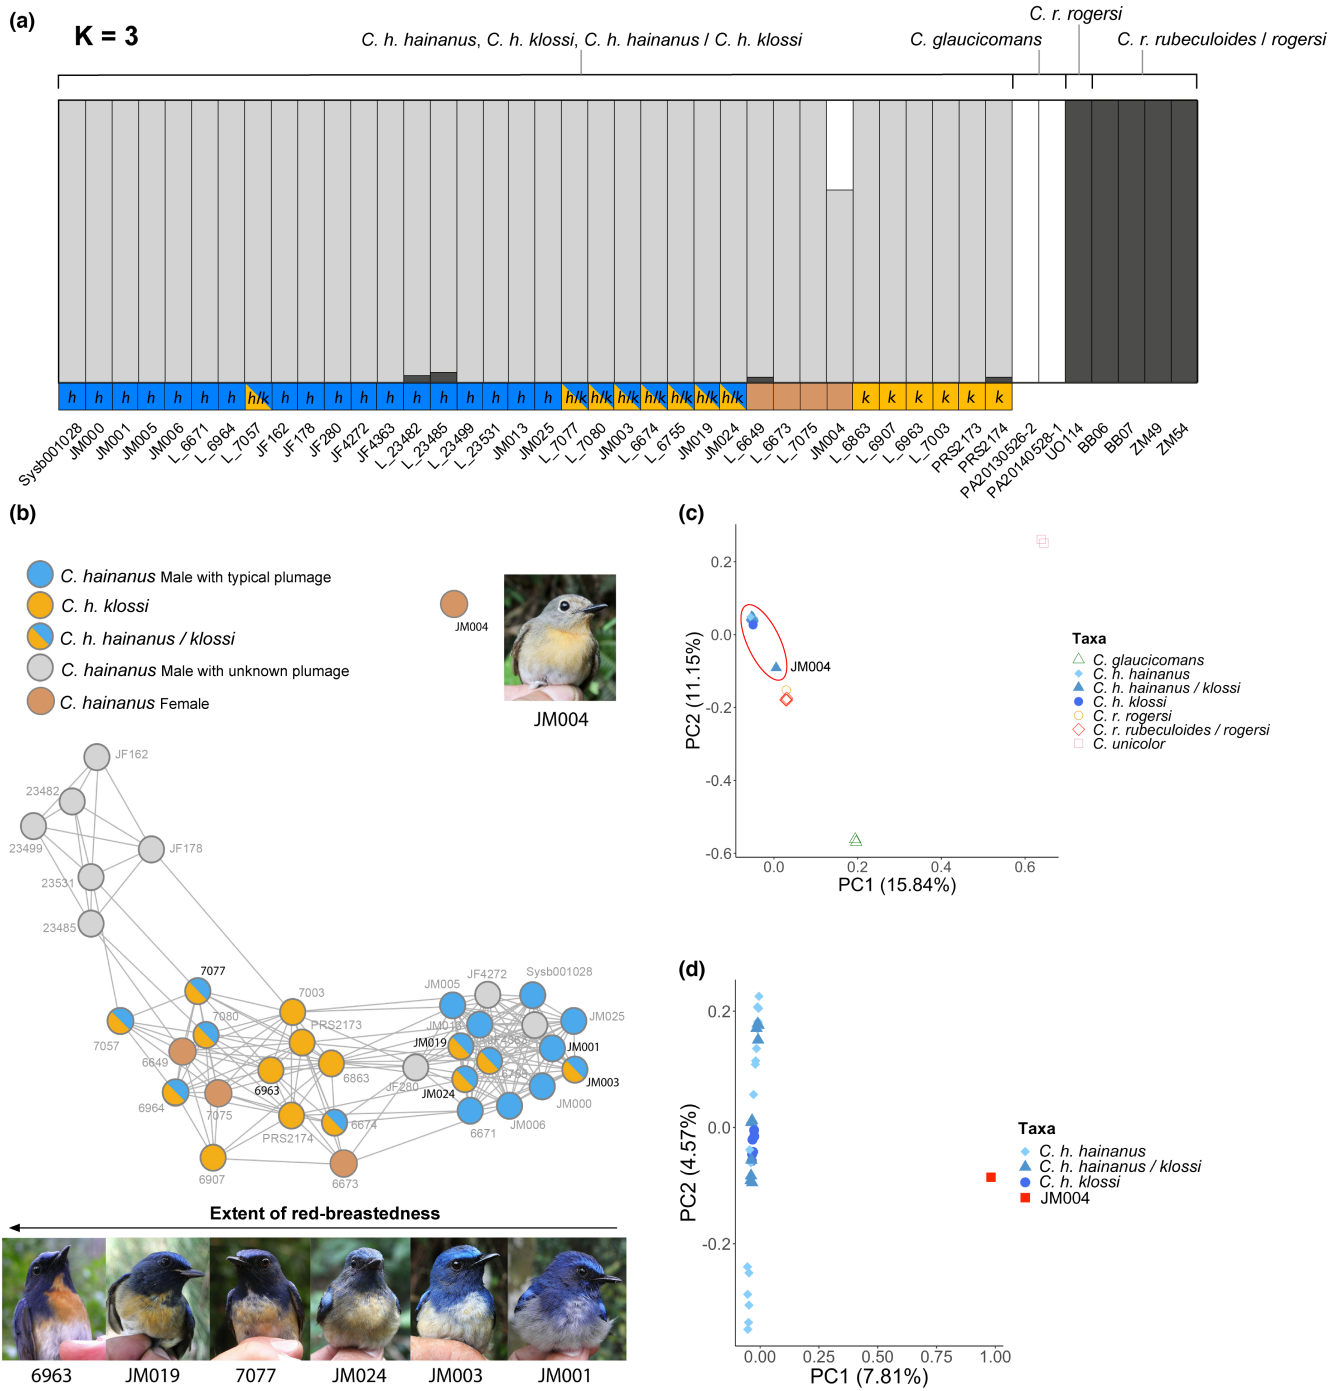 (a)
K = 3
C. h. hainanus, C. h. klossi, C. h. hainanus / C. h. klossi
C. glaucicomans
C. r. rogersi
C. r. rubeculoides / rogersi
h h h h h h h h/k h h h h h h h h h h h h/k h/k h/k h/k h/k h/k h/k k k k k k k
Sysb001028
JM000
JM001
JM005
JM006
L_6671
L_6964
L_7057
JF162
JF178
JF280
JF4272
JF4363
L_23482
L_23485
L_23499
L_23531
JM013
JM025
L_7077
L_7080
JM003
L_6674
L_6755
JM019
JM024
L_6649
L_6673
L_7075
JM004
L_6863
L_6907
L_6963
L_7003
PRS2173
PRS2174
PA20130526-2
PA20140528-1
UO114
BB06
BB07
ZM49
ZM54
(b)
C. hainanus Male with typical plumage
C. h. klossi
C. h. hainanus / klossi
C. hainanus Male with unknown plumage
C. hainanus Female
JM004
JM004
JF162
23482
23499
JF178
23531
23485
7077
7003
7080
PRS2173
7057
6649
6863
6963
6964
7075
PRS2174
6674
6907
6673
JF280
JM005
JF4272
Sysb001028
JM025
JM019
JM001
JM003
JM024
JM000
JM006
6671
Extent of red-breastedness
6963
JM019
7077
JM024
JM003
JM001
(c)
PC2 (11.15%)
0.2
0.0
-0.2
-0.4
-0.6
JM004
0.0 0.2 0.4 0.6
PC1 (15.84%)
Taxa
C. glaucicomans
C. h. hainanus
C. h. hainanus / klossi
C. h. klossi
C. r. rogersi
C. r. rubeculoides / rogersi
C. unicolor
(d)
PC2 (4.57%)
0.2
0.0
-0.2
0.00 0.25 0.50 0.75 1.00
PC1 (7.81%)
Taxa
C. h. hainanus
C. h. hainanus / klossi
C. h. klossi
JM004